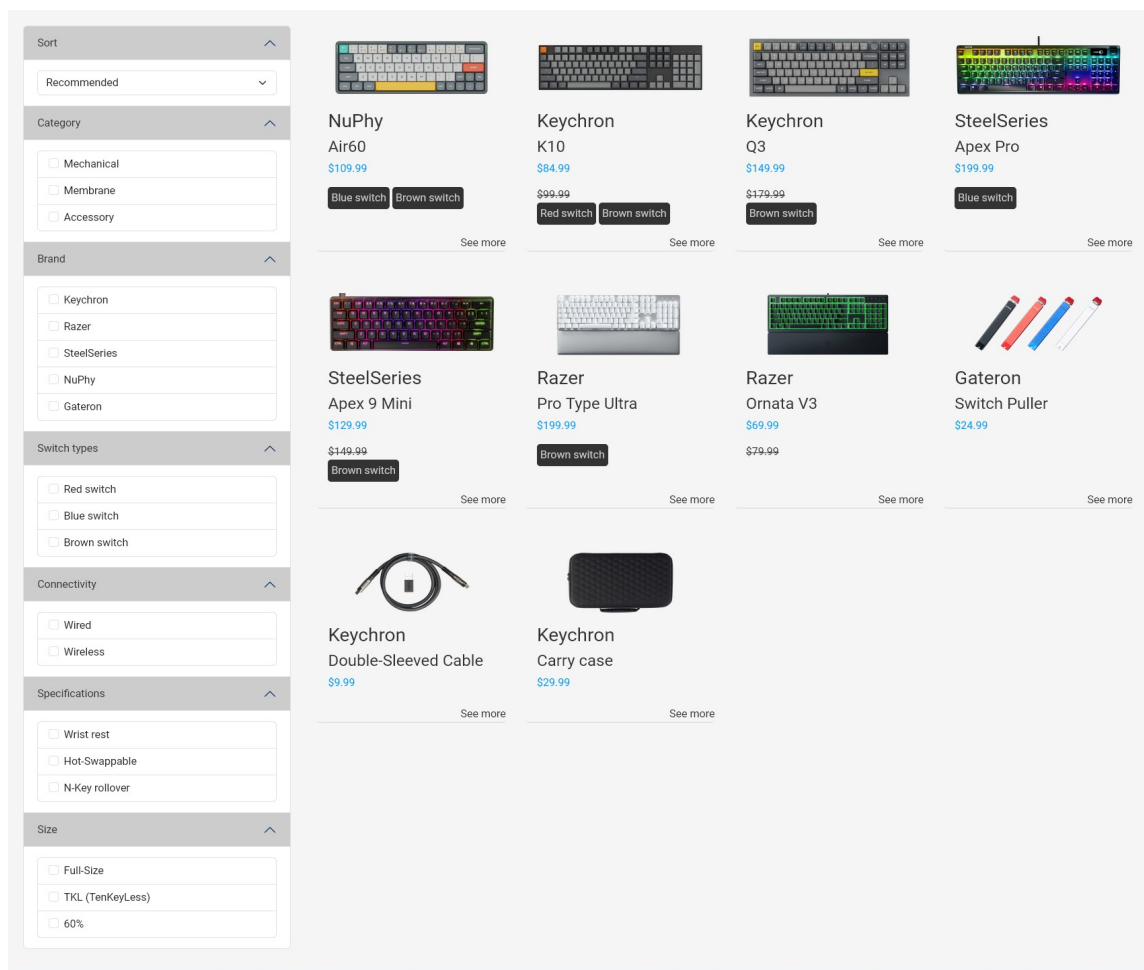 Sort
Recommended
Category
Mechanical
Membrane
Accessory
Brand
Keychron
Razer
SteelSeries
NuPhy
Gateron
Switch types
Red switch
Blue switch
Brown switch
Connectivity
Wired
Wireless
Specifications
Wrist rest
Hot-Swappable
N-Key rollover
Size
Full-Size
TKL (TenKeyLess)
60%
NuPhy
Air60
$109.99
Blue switch Brown switch
See more
Keychron
K10
$84.99
$99.99
Red switch Brown switch
See more
Keychron
Q3
$149.99
$179.99
Brown switch
See more
SteelSeries
Apex Pro
$199.99
Blue switch
See more
SteelSeries
Apex 9 Mini
$129.99
$149.99
Brown switch
See more
Razer
Pro Type Ultra
$199.99
Brown switch
See more
Razer
Ornata V3
$69.99
$79.99
See more
Gateron
Switch Puller
$24.99
See more
Keychron
Double-Sleeved Cable
$9.99
See more
Keychron
Carry case
$29.99
See more